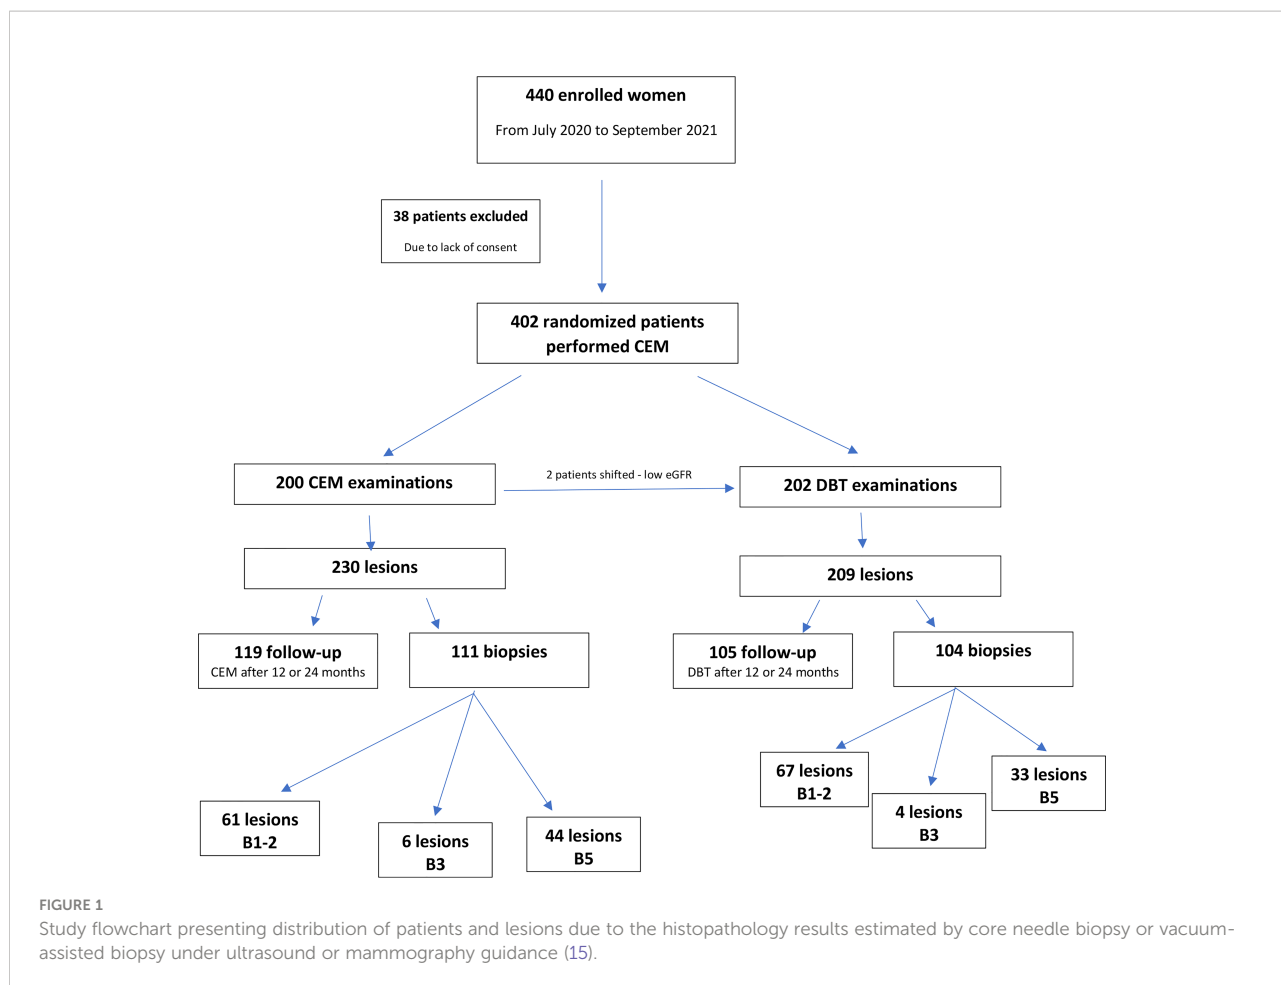 440 enrolled women
From July 2020 to September 2021
38 patients excluded
Due to lack of consent
402 randomized patients
performed CEM
200 CEM examinations
2 patients shifted - low eGFR
202 DBT examinations
230 lesions
209 lesions
119 follow-up
CEM after 12 or 24 months
111 biopsies
105 follow-up
DBT after 12 or 24 months
104 biopsies
61 lesions
B1-2
6 lesions
B3
44 lesions
B5
67 lesions
B1-2
4 lesions
B3
33 lesions
B5
FIGURE 1
Study flowchart presenting distribution of patients and lesions due to the histopathology results estimated by core needle biopsy or vacuum-
assisted biopsy under ultrasound or mammography guidance (15).